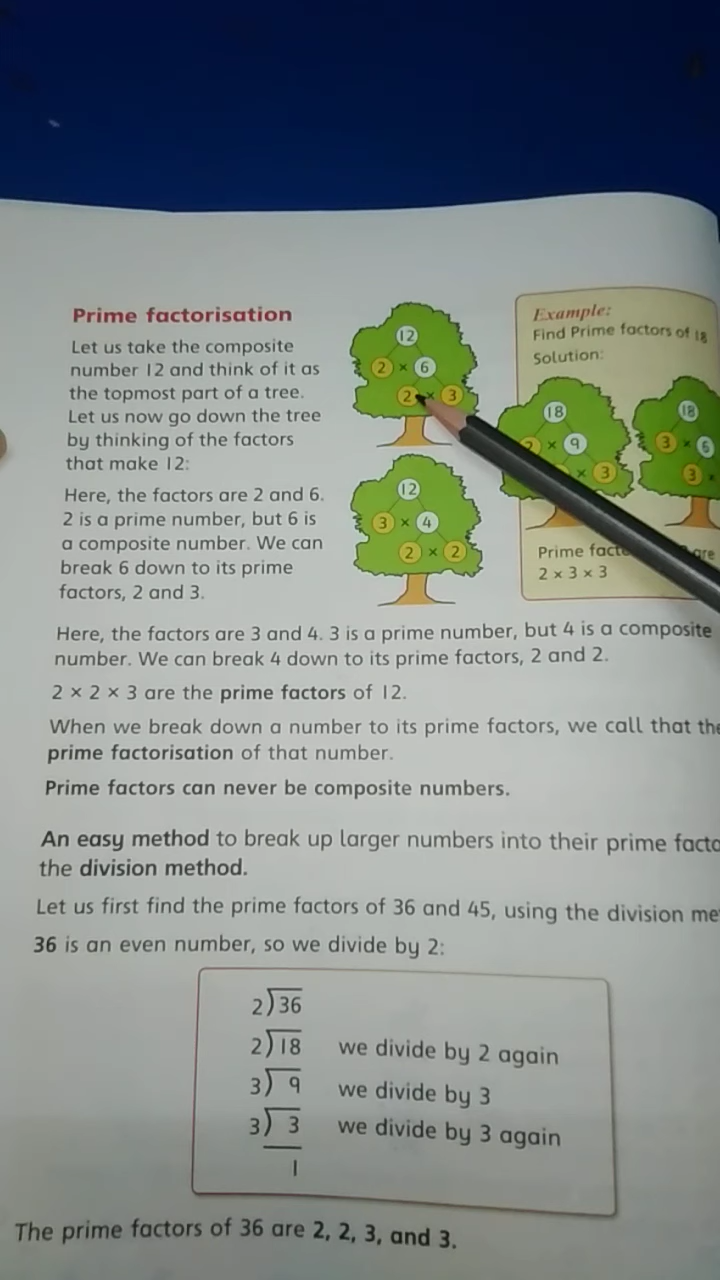 Prime factorisation
Let us take the composite
number 12 and think of it as
the topmost part of a tree.
Let us now go down the tree
by thinking of the factors
that make 12:
Here, the factors are 2 and 6.
2 is a prime number, but 6 is
a composite number. We can
break 6 down to its prime
factors, 2 and 3.
12
2 × 6
2 × 3
12
3 × 4
2 × 2
Example:
Find Prime factors of 18
Solution:
18
2 × 9
× 3
18
3 × 6
3 ×
Prime are
2 × 3 × 3
Here, the factors are 3 and 4. 3 is a prime number, but 4 is a composite
number. We can break 4 down to its prime factors, 2 and 2.
2 × 2 × 3 are the prime factors of 12.
When we break down a number to its prime factors, we call that the
prime factorisation of that number.
Prime factors can never be composite numbers.
An easy method to break up larger numbers into their prime
the division method.
Let us first find the prime factors of 36 and 45, using the division
36 is an even number, so we divide by 2:
2)36
2)18 we divide by 2 again
3) 9 we divide by 3
3) 3 we divide by 3 again
1
The prime factors of 36 are 2, 2, 3, and 3.